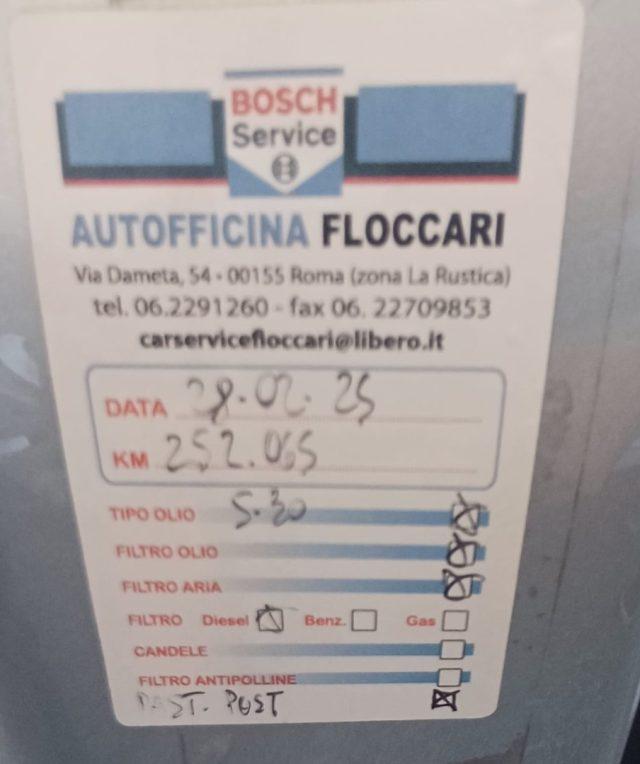 BOSCH
Service
AUTOFFICINA FLOCCARI
Via Dameta, 54 - 00155 Roma (zona La Rustica)
tel. 06.2291260 - fax 06. 22709853
carservicefloccari@libero.it
DATA 28.02.25
KM 252.065
TIPO OLIO 5.30
FILTRO OLIO
FILTRO ARIA
FILTRO Diesel Benz. Gas
CANDELE
FILTRO ANTIPOLLINE
PAST. POST